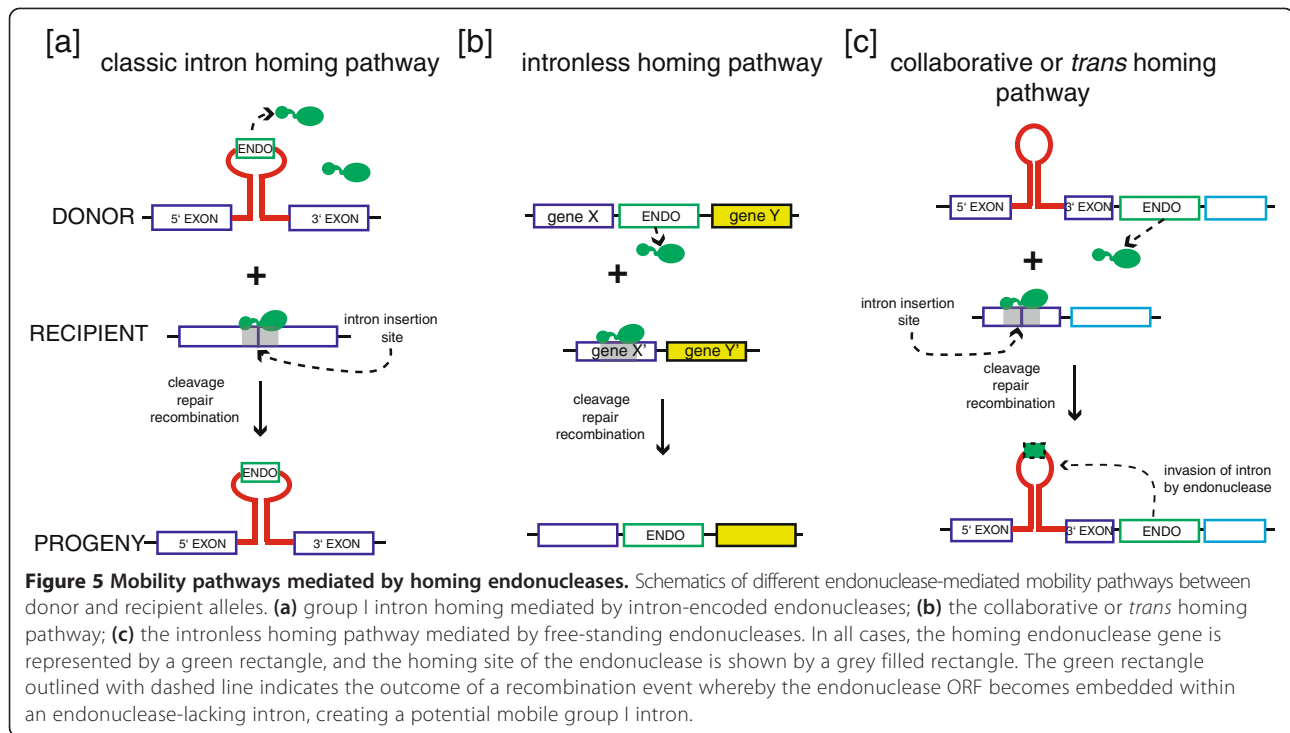 [a]
classic intron homing pathway
ENDO
DONOR
5‘ EXON
3‘ EXON
+
RECIPIENT
intron insertion
site
cleavage
repair
recombination
ENDO
PROGENY
5‘ EXON
3‘ EXON
[b]
intronless homing pathway
gene X
ENDO
gene Y
+
gene X’
gene Y’
cleavage
repair
recombination
ENDO
[c]
collaborative or trans homing
pathway
5‘ EXON
3‘ EXON
ENDO
+
intron insertion
site
cleavage
repair
recombination
invasion of intron
by endonuclease
5‘ EXON
3‘ EXON
ENDO
Figure 5 Mobility pathways mediated by homing endonucleases. Schematics of different endonuclease-mediated mobility pathways between
donor and recipient alleles. (a) group I intron homing mediated by intron-encoded endonucleases; (b) the collaborative or trans homing
pathway; (c) the intronless homing pathway mediated by free-standing endonucleases. In all cases, the homing endonuclease gene is
represented by a green rectangle, and the homing site of the endonuclease is shown by a grey filled rectangle. The green rectangle
outlined with dashed line indicates the outcome of a recombination event whereby the endonuclease ORF becomes embedded within
an endonuclease-lacking intron, creating a potential mobile group I intron.